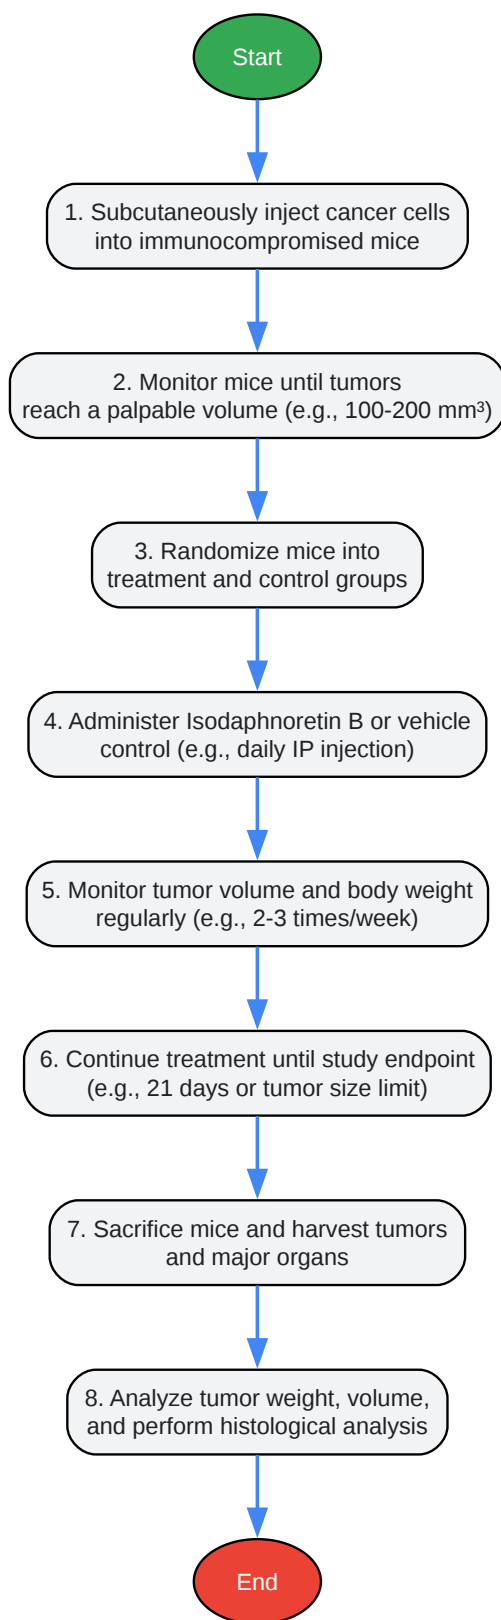 Start
1. Subcutaneously inject cancer cells
into immunocompromised mice
2. Monitor mice until tumors
reach a palpable volume (e.g., 100-200 mm³)
3. Randomize mice into
treatment and control groups
4. Administer Isodaphnoretin B or vehicle
control (e.g., daily IP injection)
5. Monitor tumor volume and body weight
regularly (e.g., 2-3 times/week)
6. Continue treatment until study endpoint
(e.g., 21 days or tumor size limit)
7. Sacrifice mice and harvest tumors
and major organs
8. Analyze tumor weight, volume,
and perform histological analysis
End